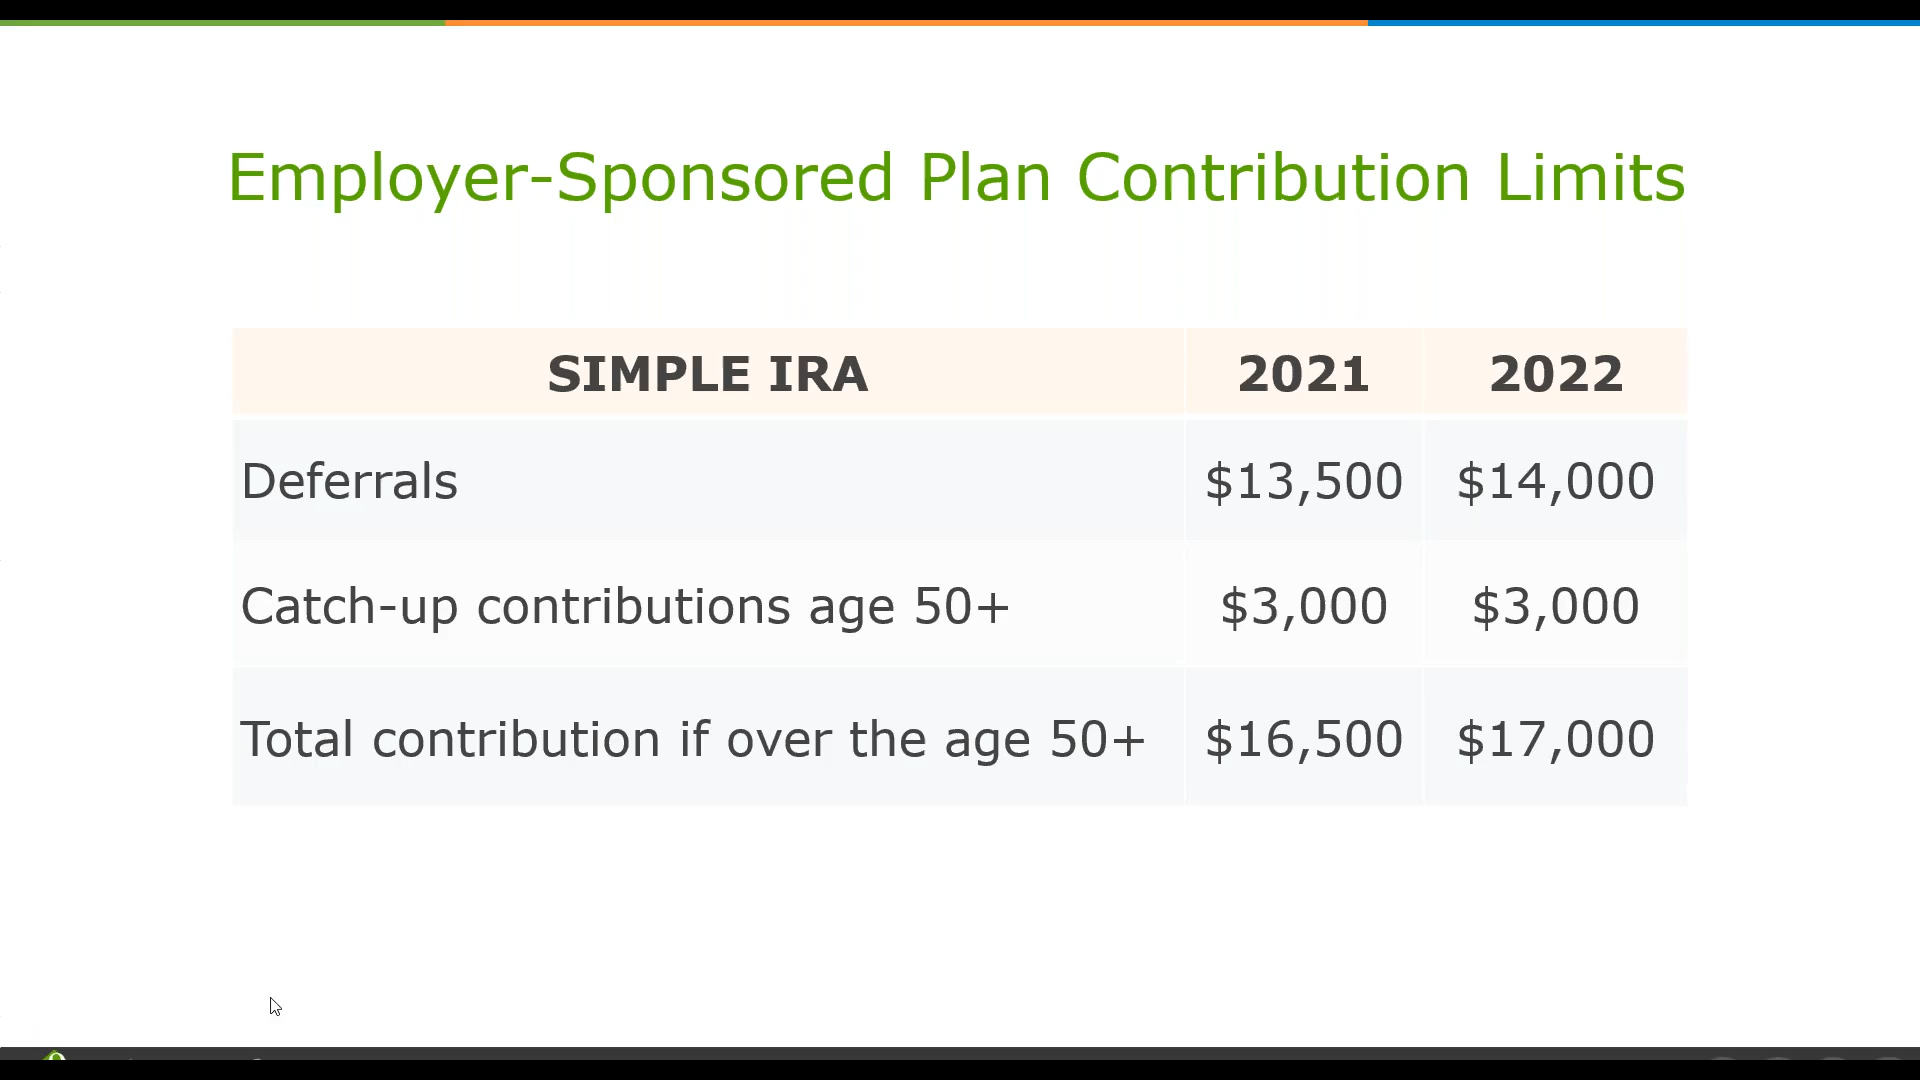 Employer-Sponsored Plan Contribution Limits
SIMPLE IRA 2021 2022
Deferrals $13,500 $14,000
Catch-up contributions age 50+ $3,000 $3,000
Total contribution if over the age 50+ $16,500 $17,000